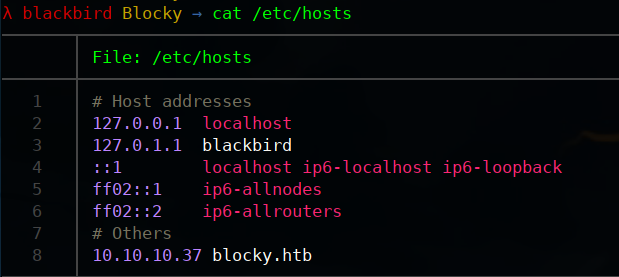 λ blackbird Blocky → cat /etc/hosts
File: /etc/hosts
1 # Host addresses
2 127.0.0.1 localhost
3 127.0.1.1 blackbird
4 ::1 localhost ip6-localhost ip6-loopback
5 ff02::1 ip6-allnodes
6 ff02::2 ip6-allrouters
7 # Others
8 10.10.10.37 blocky.htb